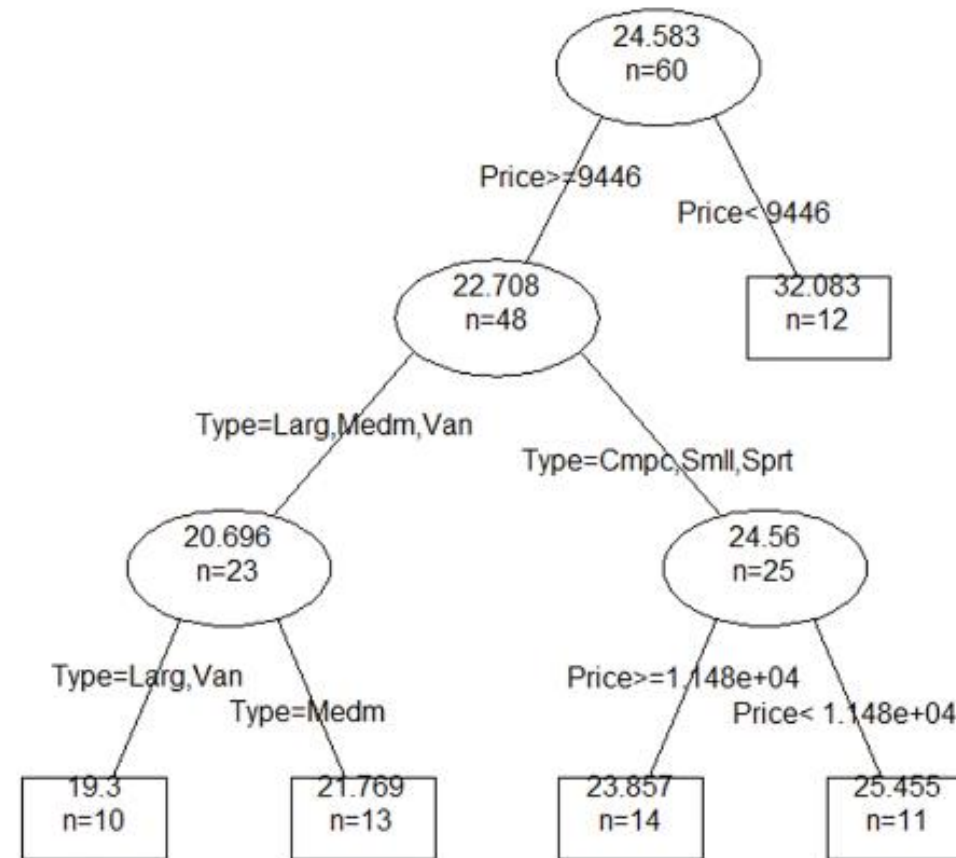 24.583
n=60
Price>=9446
Price< 9446
22.708
n=48
32.083
n=12
Type=Larg,Medm,Van
Type=Cmpc,Smll,Sprt
20.696
n=23
24.56
n=25
Type=Larg,Van
Type=Medm
Price>=1.148e+04
Price< 1.148e+04
19.3
n=10
21.769
n=13
23.857
n=14
25.455
n=11